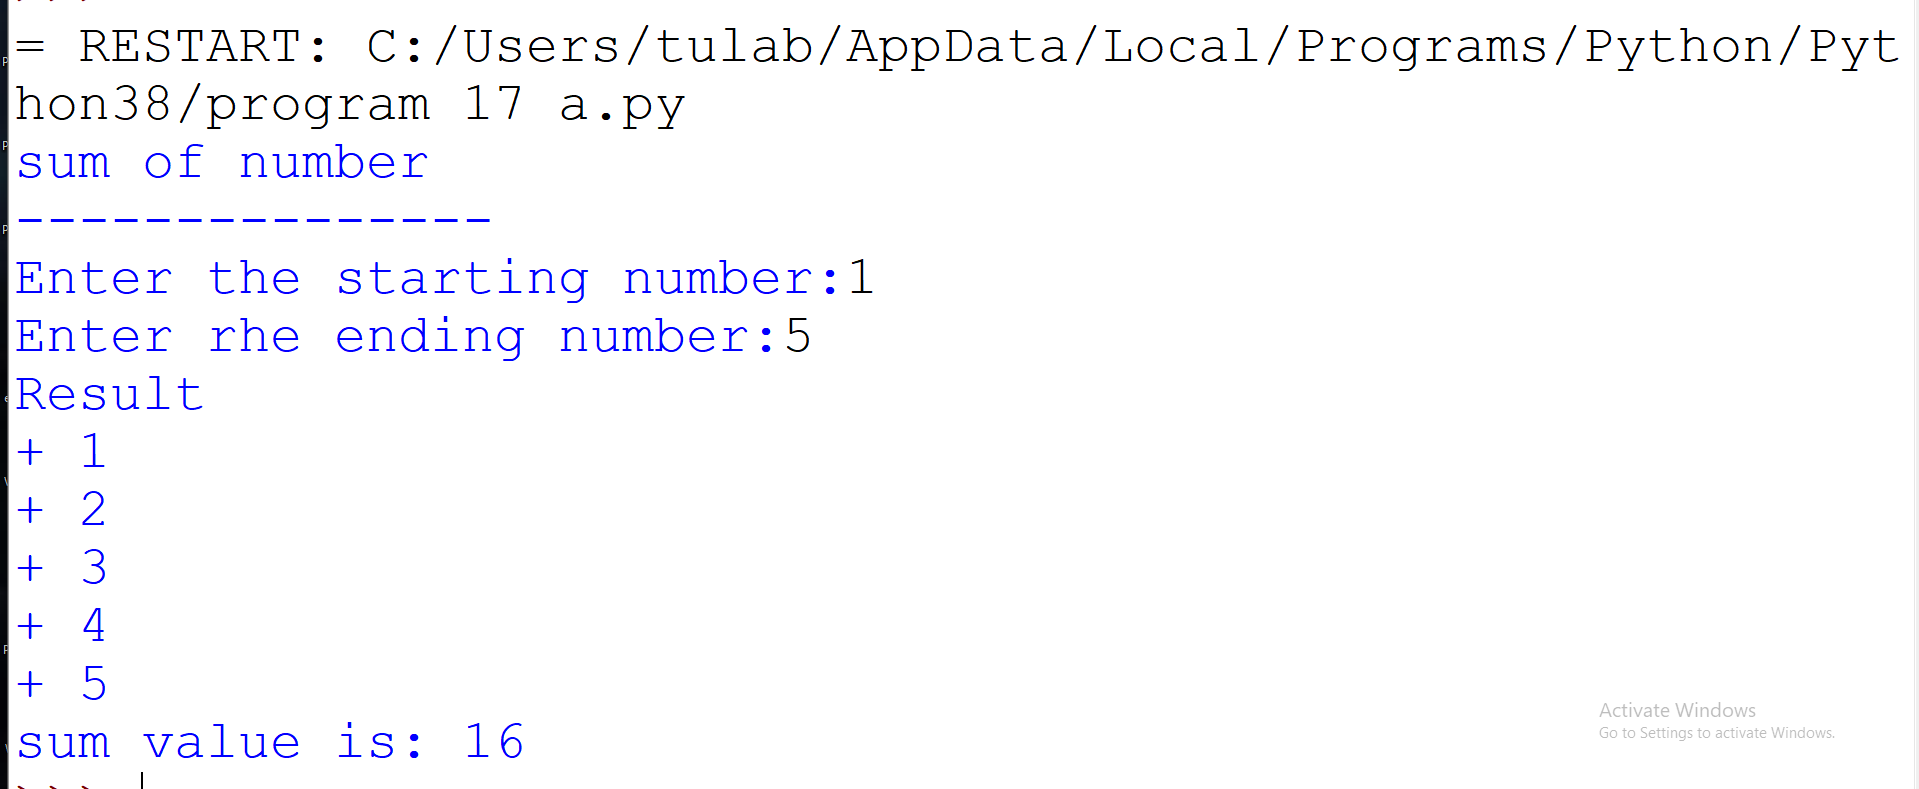 = RESTART: C:/Users/tulab/AppData/Local/Programs/Python/Pyt
hon38/program 17 a.py
sum of number
---------------
Enter the starting number:1
Enter rhe ending number:5
Result
+ 1
+ 2
+ 3
+ 4
+ 5
sum value is: 16
Activate Windows
Go to Settings to activate Windows.